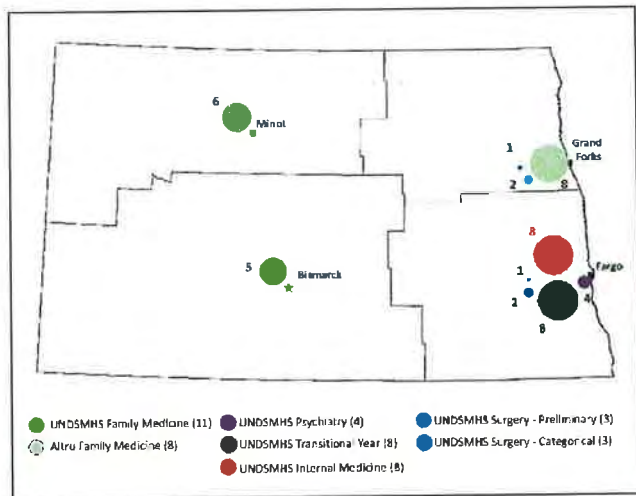 6
Minot
1
Grand
Forks
2
8
8
5
Bismarck
Fargo
1
4
2
8
UNDSMHS Family Medicine (11)
UNDSMHS Psychiatry (4)
UNDSMHS Surgery - Preliminary (3)
Altru Family Medicine (8)
UNDSMHS Transitional Year (8)
UNDSMHS Surgery - Categorical (3)
UNDSMHS Internal Medicine (8)